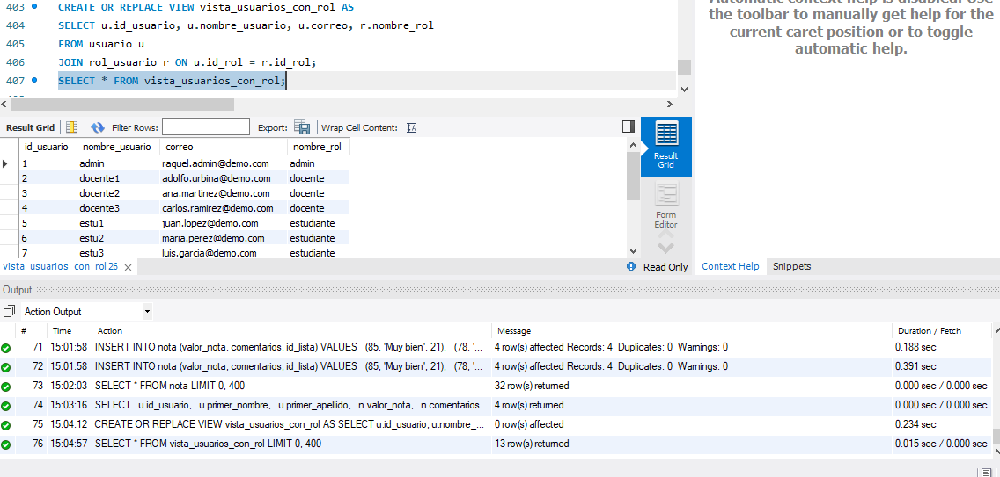 Automatic context help is disabled. Use
the toolbar to manually get help for the
current caret position or to toggle
automatic help.
403 CREATE OR REPLACE VIEW vista_usuarios_con_rol AS
404 SELECT u.id_usuario, u.nombre_usuario, u.correo, r.nombre_rol
405 FROM usuario u
406 JOIN rol_usuario r ON u.id_rol = r.id_rol;
407 SELECT * FROM vista_usuarios_con_rol;
Result Grid Filter Rows: Export: Wrap Cell Content:
id_usuario nombre_usuario correo nombre_rol
1 admin raquel.admin@demo.com admin
2 docente1 adolfo.urbina@demo.com docente
3 docente2 ana.martinez@demo.com docente
4 docente3 carlos.ramirez@demo.com docente
5 estu1 juan.lopez@demo.com estudiante
6 estu2 maria.perez@demo.com estudiante
7 estu3 luis.garcia@demo.com estudiante
Result
Grid
Form
Editor
vista_usuarios_con_rol 26 Read Only Context Help Snippets
Output
Action Output
# Time Action Message Duration / Fetch
71 15:01:58 INSERT INTO nota (valor_nota, comentarios, id_lista) VALUES (85, 'Muy bien', 21), (78, '... 4 row(s) affected Records: 4 Duplicates: 0 Warnings: 0 0.188 sec
72 15:01:58 INSERT INTO nota (valor_nota, comentarios, id_lista) VALUES (85, 'Muy bien', 21), (78, '... 4 row(s) affected Records: 4 Duplicates: 0 Warnings: 0 0.391 sec
73 15:02:03 SELECT * FROM nota LIMIT 0, 400 32 row(s) returned 0.000 sec / 0.000 sec
74 15:03:16 SELECT u.id_usuario, u.primer_nombre, u.primer_apellido, n.valor_nota, n.comentarios... 4 row(s) returned 0.000 sec / 0.000 sec
75 15:04:12 CREATE OR REPLACE VIEW vista_usuarios_con_rol AS SELECT u.id_usuario, u.nombre_... 0 row(s) affected 0.234 sec
76 15:04:57 SELECT * FROM vista_usuarios_con_rol LIMIT 0, 400 13 row(s) returned 0.015 sec / 0.000 sec